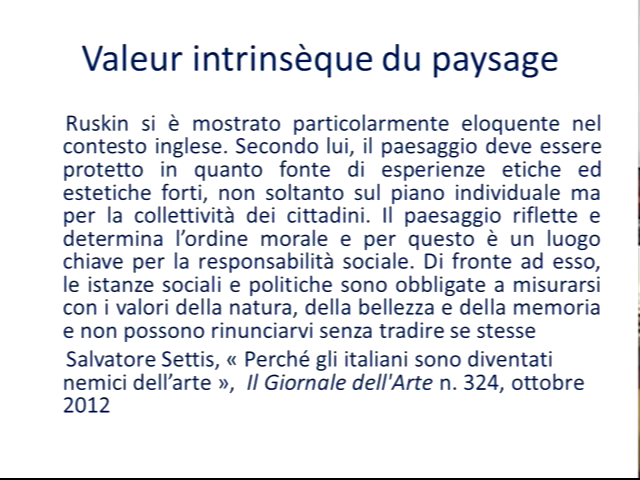 Valeur intrinsèque du paysage
Ruskin si è mostrato particolarmente eloquente nel
contesto inglese. Secondo lui, il paesaggio deve essere
protetto in quanto fonte di esperienze etiche ed
estetiche forti, non soltanto sul piano individuale ma
per la collettività dei cittadini. Il paesaggio riflette e
determina l’ordine morale e per questo è un luogo
chiave per la responsabilità sociale. Di fronte ad esso,
le istanze sociali e politiche sono obbligate a misurarsi
con i valori della natura, della bellezza e della memoria
e non possono rinunciarvi senza tradire se stesse
Salvatore Settis, « Perché gli italiani sono diventati
nemici dell’arte », Il Giornale dell'Arte n. 324, ottobre
2012